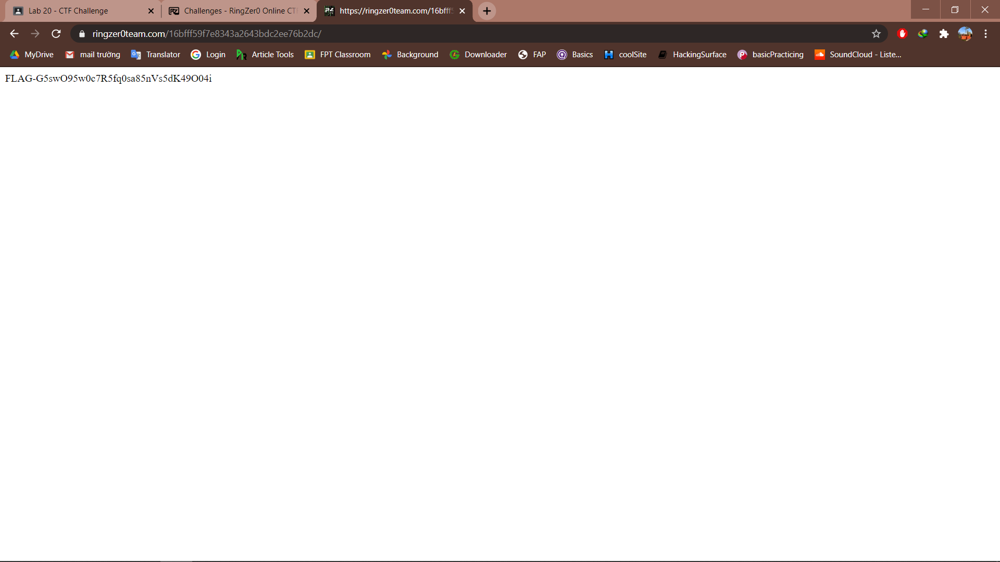 Lab 20 - CTF Challenge
Challenges - RingZer0 Online CT
https://ringzer0team.com/16bfff5
ringzer0team.com/16bfff59f7e8343a2643bdc2ee76b2dc/
MyDrive mail trường Translator Login Article Tools FPT Classroom Background Downloader FAP Basics coolSite HackingSurface basicPracticing SoundCloud - Liste...
FLAG-G5swO95w0c7R5fq0sa85nVs5dK49O04i